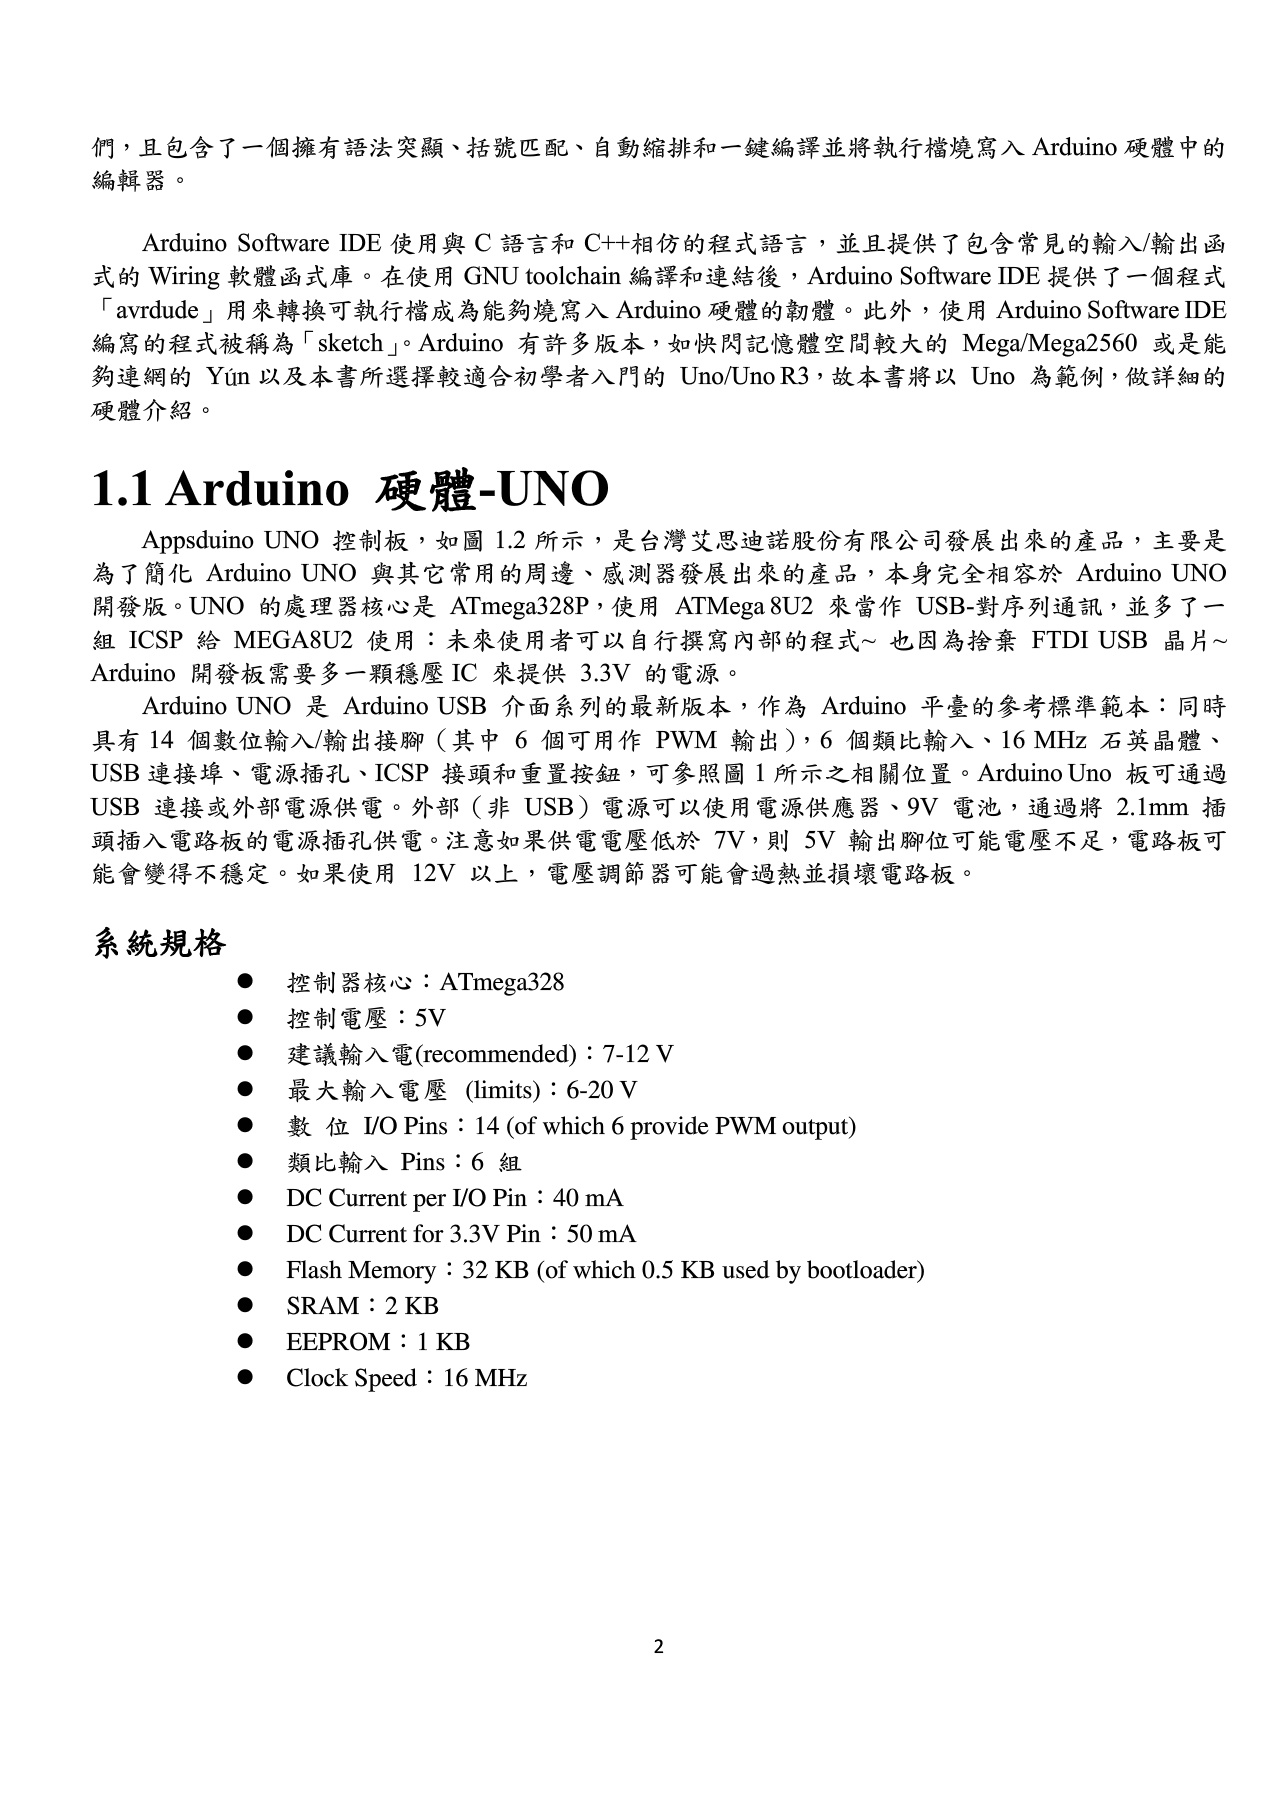 們，且包含了一個擁有語法突顯、括號匹配、自動縮排和一鍵編譯並將執行檔燒寫入 Arduino 硬體中的
編輯器。
Arduino Software IDE 使用與 C 語言和 C++相仿的程式語言，並且提供了包含常見的輸入/輸出函
式的 Wiring 軟體函式庫。在使用 GNU toolchain 編譯和連結後，Arduino Software IDE 提供了一個程式
「avrdude」用來轉換可執行檔成為能夠燒寫入 Arduino 硬體的韌體。此外，使用 Arduino Software IDE
編寫的程式被稱為「sketch」。Arduino 有許多版本，如快閃記憶體空間較大的 Mega/Mega2560 或是能
夠連網的 Yún 以及本書所選擇較適合初學者入門的 Uno/Uno R3，故本書將以 Uno 為範例，做詳細的
硬體介紹。
1.1 Arduino 硬體-UNO
Appsduino UNO 控制板，如圖 1.2 所示，是台灣艾思迪諾股份有限公司發展出來的產品，主要是
為了簡化 Arduino UNO 與其它常用的周邊、感測器發展出來的產品，本身完全相容於 Arduino UNO
開發版。UNO 的處理器核心是 ATmega328P，使用 ATMega 8U2 來當作 USB-對序列通訊，並多了一
組 ICSP 給 MEGA8U2 使用：未來使用者可以自行撰寫內部的程式~ 也因為捨棄 FTDI USB 晶片~
Arduino 開發板需要多一顆穩壓 IC 來提供 3.3V 的電源。
Arduino UNO 是 Arduino USB 介面系列的最新版本，作為 Arduino 平臺的參考標準範本：同時
具有 14 個數位輸入/輸出接腳（其中 6 個可用作 PWM 輸出），6 個類比輸入、16 MHz 石英晶體、
USB 連接埠、電源插孔、ICSP 接頭和重置按鈕，可參照圖 1 所示之相關位置。Arduino Uno 板可通過
USB 連接或外部電源供電。外部（非 USB）電源可以使用電源供應器、9V 電池，通過將 2.1mm 插
頭插入電路板的電源插孔供電。注意如果供電電壓低於 7V，則 5V 輸出腳位可能電壓不足，電路板可
能會變得不穩定。如果使用 12V 以上，電壓調節器可能會過熱並損壞電路板。
系統規格
● 控制器核心：ATmega328
● 控制電壓：5V
● 建議輸入電(recommended)：7-12 V
● 最大輸入電壓 (limits)：6-20 V
● 數 位 I/O Pins：14 (of which 6 provide PWM output)
● 類比輸入 Pins：6 組
● DC Current per I/O Pin：40 mA
● DC Current for 3.3V Pin：50 mA
● Flash Memory：32 KB (of which 0.5 KB used by bootloader)
● SRAM：2 KB
● EEPROM：1 KB
● Clock Speed：16 MHz
2